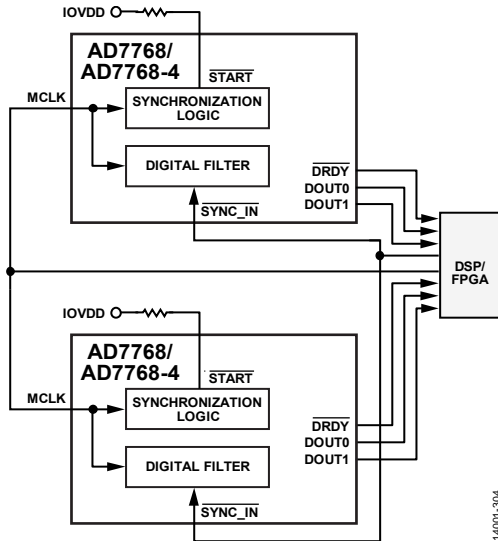 IOVDD
AD7768/
AD7768-4
START
MCLK
SYNCHRONIZATION
LOGIC
DIGITAL FILTER
DRDY
DOUT0
DOUT1
SYNC_IN
DSP/
FPGA
IOVDD
AD7768/
AD7768-4
START
MCLK
SYNCHRONIZATION
LOGIC
DRDY
DOUT0
DIGITAL FILTER
DOUT1
SYNC_IN
14001-304